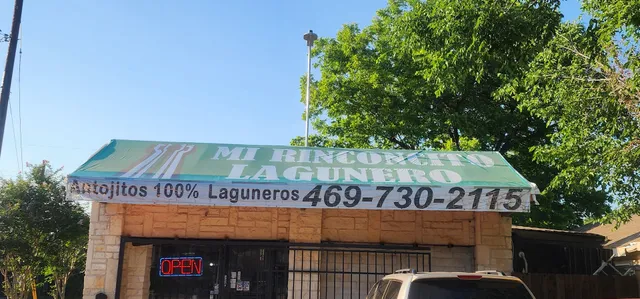 MI RINCONCITO
LAGUNERO
Antojitos 100% Laguneros 469-730-2115
OPEN